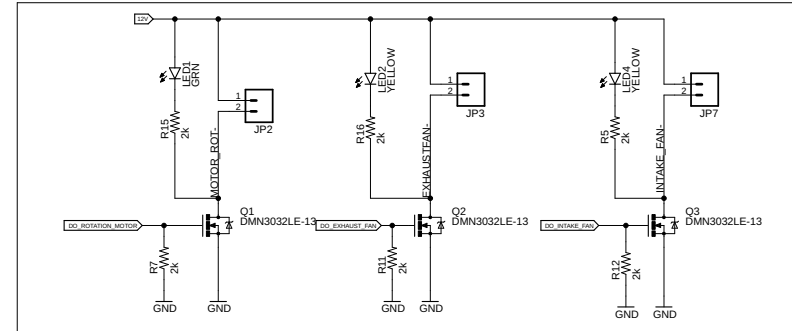 12V
LED1
GRN
R15
2k
1
2
JP2
MOTOR_ROT-
Q1
DMN3032LE-13
DO_ROTATION_MOTOR
R7
2k
GND
GND
LED2
YELLOW
R16
2k
1
2
JP3
EXHAUSTFAN-
Q2
DMN3032LE-13
DO_EXHAUST_FAN
R11
2k
GND
GND
LED4
YELLOW
R5
2k
1
2
JP7
INTAKE_FAN-
Q3
DMN3032LE-13
DO_INTAKE_FAN
R12
2k
GND
GND